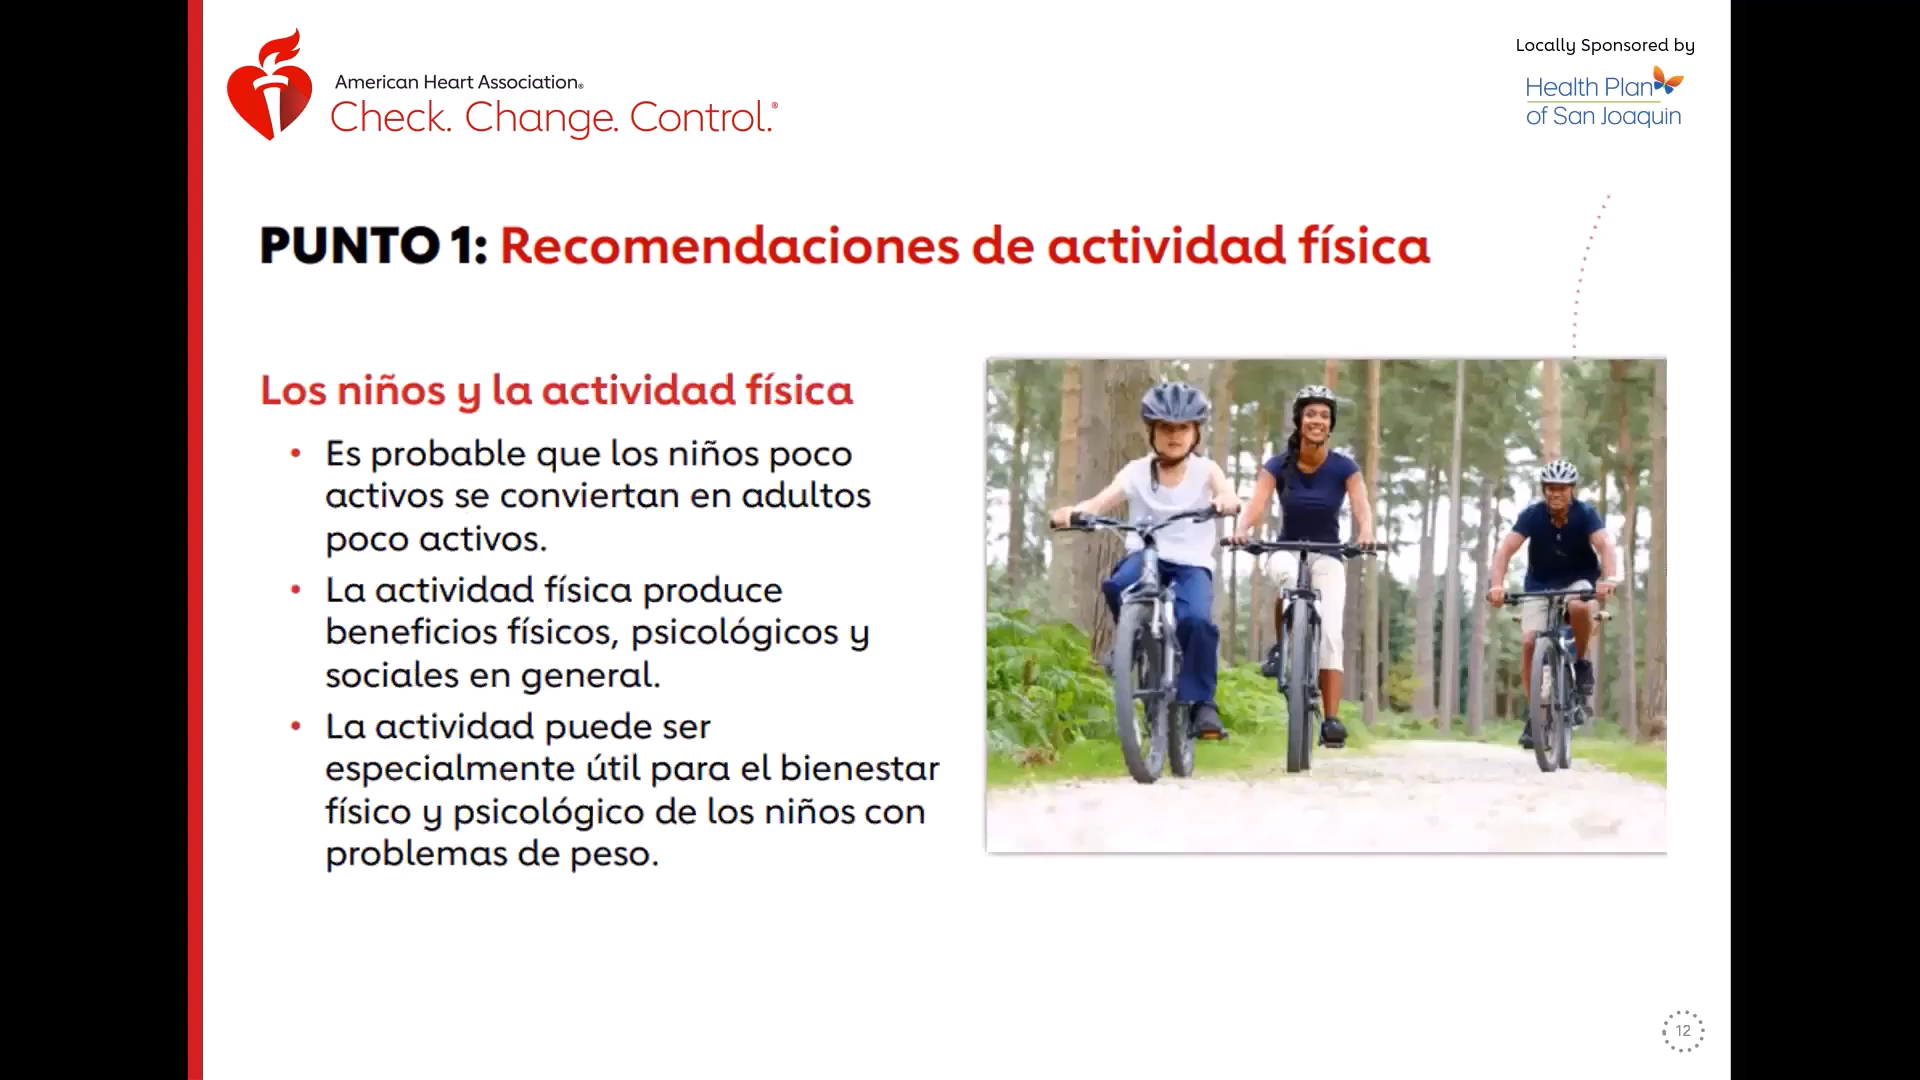 American Heart Association®
Check. Change. Control.®
Locally Sponsored by
Health Plan
of San Joaquin
PUNTO 1: Recomendaciones de actividad física
Los niños y la actividad física
• Es probable que los niños poco
activos se conviertan en adultos
poco activos.
• La actividad física produce
beneficios físicos, psicológicos y
sociales en general.
• La actividad puede ser
especialmente útil para el bienestar
físico y psicológico de los niños con
problemas de peso.
12